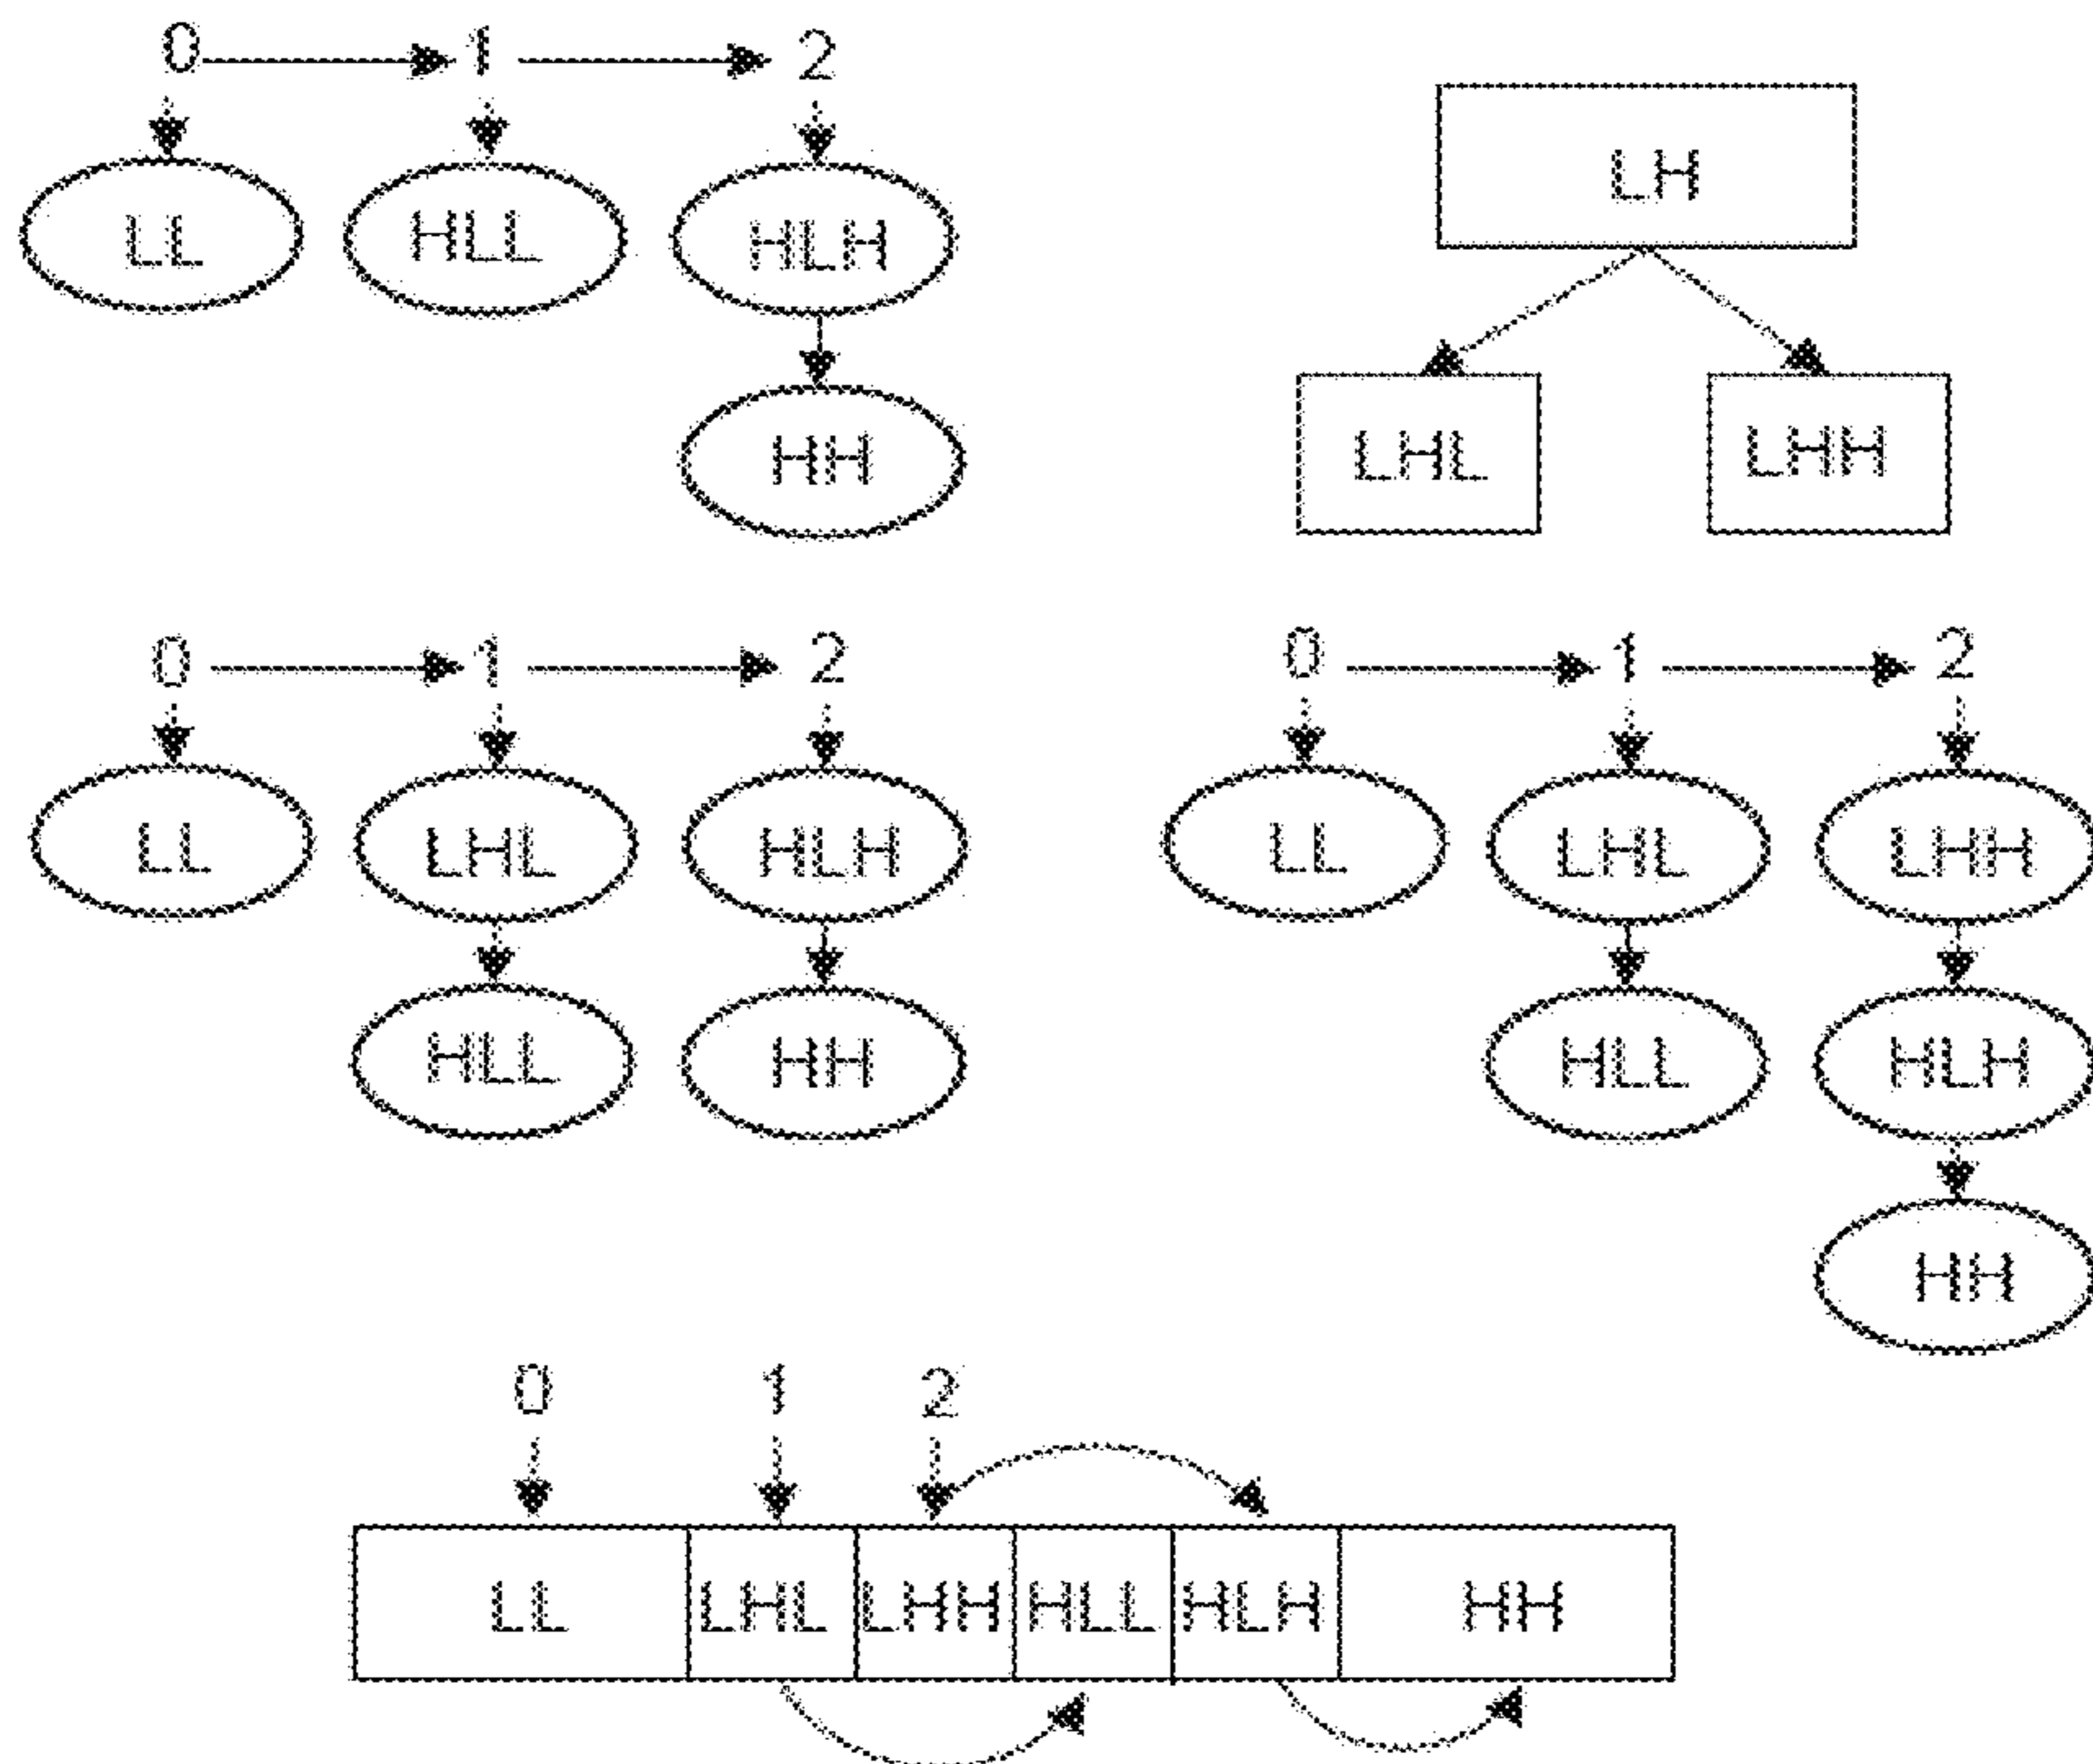 0 1 2
LL HLL HLH
HH
LH
LHL LHH
0 1 2
LL LHL HLH
HLL HH
0 1 2
LL LHL LHH
HLL HLH
HH
0 1 2
LL LHL LHH HLL HLH HH